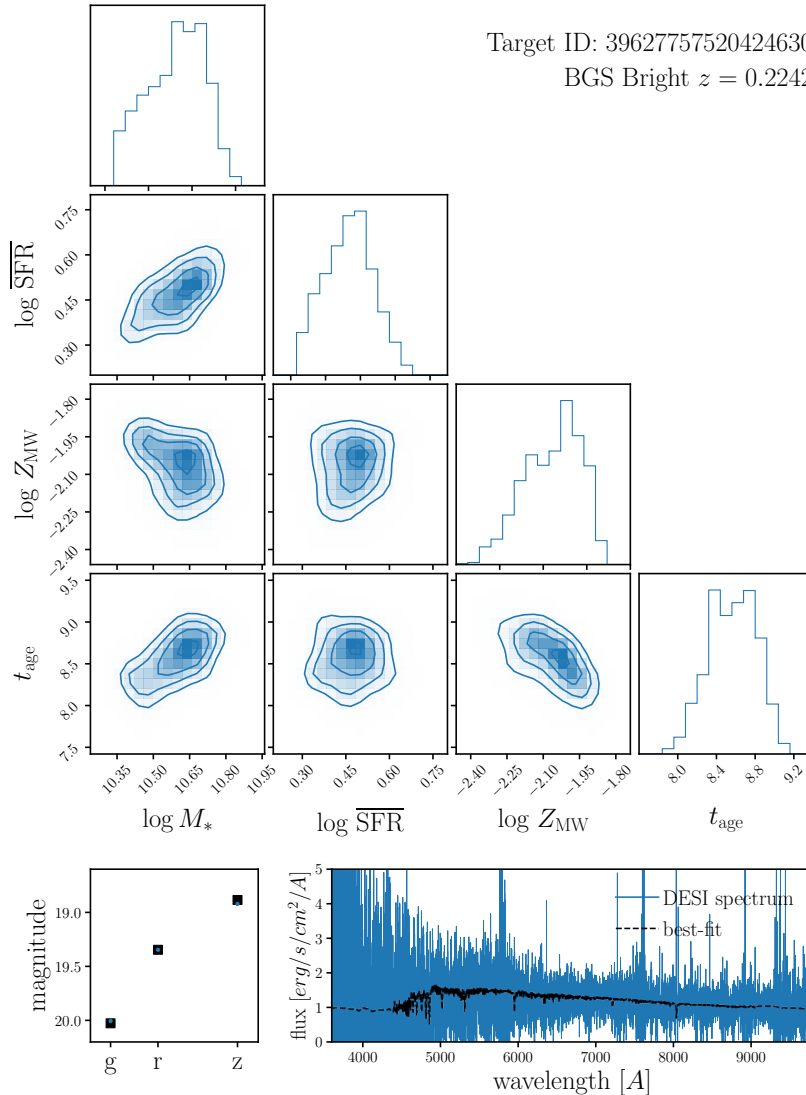 Target ID: 39627757520424630
BGS Bright z = 0.2242
log SFR
0.75
0.60
0.45
0.30
log Z_MW
−1.80
−1.95
−2.10
−2.25
−2.40
t_age
9.5
9.0
8.5
8.0
7.5
10.35 10.50 10.65 10.80 10.95
0.30 0.45 0.60 0.75
−2.40 −2.25 −2.10 −1.95 −1.80
8.0 8.4 8.8 9.2
log M_* log SFR log Z_MW t_age
magnitude
19.0
19.5
20.0
g r z
flux [erg/s/cm²/A]
5
4
3
2
1
0
DESI spectrum
best-fit
4000 5000 6000 7000 8000 9000
wavelength [A]